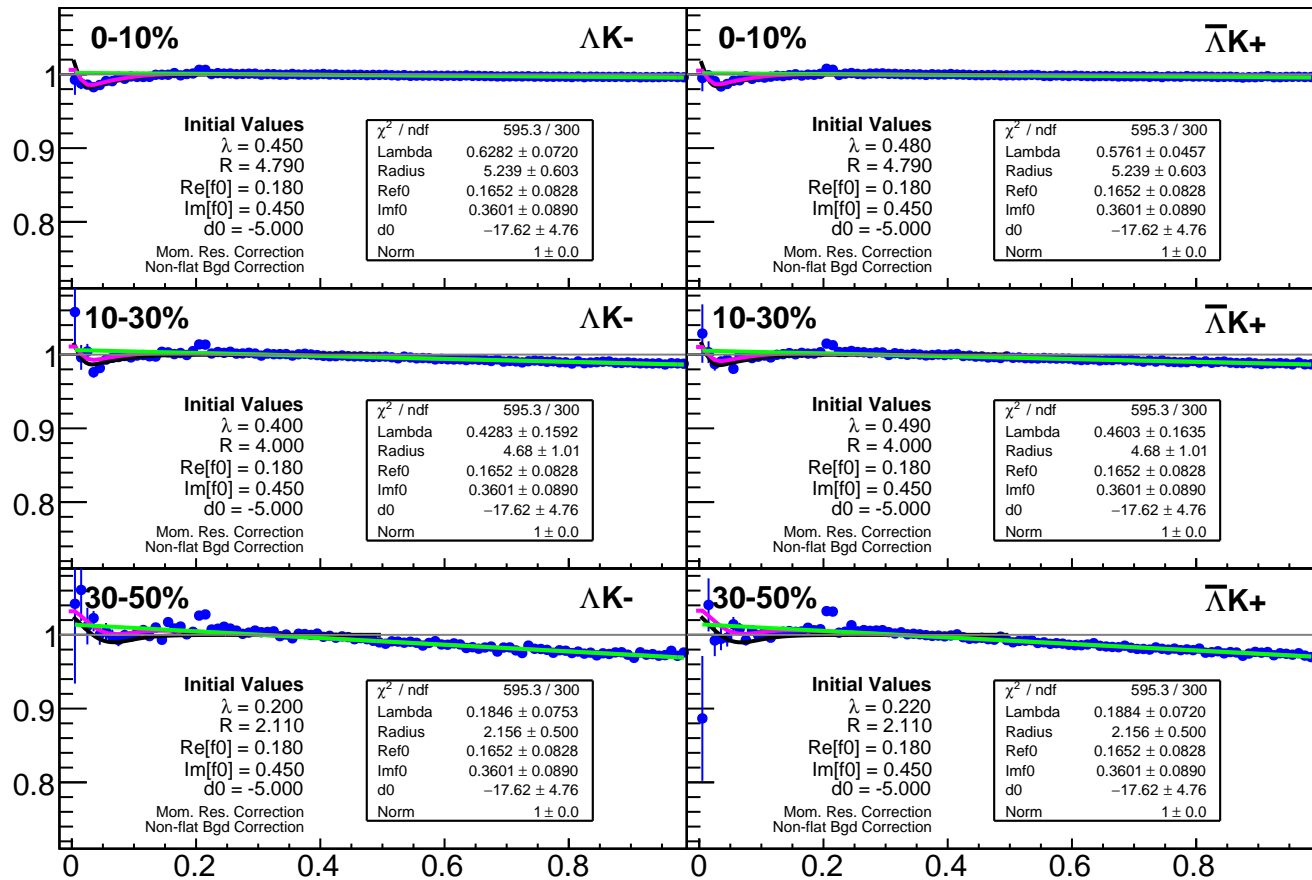 0-10%
ΛK-
1
0.9
0.8
Initial Values
λ = 0.450
R = 4.790
Re[f0] = 0.180
Im[f0] = 0.450
d0 = -5.000
Mom. Res. Correction
Non-flat Bgd Correction
χ² / ndf 595.3 / 300
Lambda 0.6282 ± 0.0720
Radius 5.239 ± 0.603
Ref0 0.1652 ± 0.0828
Imf0 0.3601 ± 0.0890
d0 −17.62 ± 4.76
Norm 1 ± 0.0
0-10%
Λ̅K+
Initial Values
λ = 0.480
R = 4.790
Re[f0] = 0.180
Im[f0] = 0.450
d0 = -5.000
Mom. Res. Correction
Non-flat Bgd Correction
χ² / ndf 595.3 / 300
Lambda 0.5761 ± 0.0457
Radius 5.239 ± 0.603
Ref0 0.1652 ± 0.0828
Imf0 0.3601 ± 0.0890
d0 −17.62 ± 4.76
Norm 1 ± 0.0
10-30%
ΛK-
1
0.9
0.8
Initial Values
λ = 0.400
R = 4.000
Re[f0] = 0.180
Im[f0] = 0.450
d0 = -5.000
Mom. Res. Correction
Non-flat Bgd Correction
χ² / ndf 595.3 / 300
Lambda 0.4283 ± 0.1592
Radius 4.68 ± 1.01
Ref0 0.1652 ± 0.0828
Imf0 0.3601 ± 0.0890
d0 −17.62 ± 4.76
Norm 1 ± 0.0
10-30%
Λ̅K+
Initial Values
λ = 0.490
R = 4.000
Re[f0] = 0.180
Im[f0] = 0.450
d0 = -5.000
Mom. Res. Correction
Non-flat Bgd Correction
χ² / ndf 595.3 / 300
Lambda 0.4603 ± 0.1635
Radius 4.68 ± 1.01
Ref0 0.1652 ± 0.0828
Imf0 0.3601 ± 0.0890
d0 −17.62 ± 4.76
Norm 1 ± 0.0
30-50%
ΛK-
1
0.9
0.8
Initial Values
λ = 0.200
R = 2.110
Re[f0] = 0.180
Im[f0] = 0.450
d0 = -5.000
Mom. Res. Correction
Non-flat Bgd Correction
χ² / ndf 595.3 / 300
Lambda 0.1846 ± 0.0753
Radius 2.156 ± 0.500
Ref0 0.1652 ± 0.0828
Imf0 0.3601 ± 0.0890
d0 −17.62 ± 4.76
Norm 1 ± 0.0
30-50%
Λ̅K+
Initial Values
λ = 0.220
R = 2.110
Re[f0] = 0.180
Im[f0] = 0.450
d0 = -5.000
Mom. Res. Correction
Non-flat Bgd Correction
χ² / ndf 595.3 / 300
Lambda 0.1884 ± 0.0720
Radius 2.156 ± 0.500
Ref0 0.1652 ± 0.0828
Imf0 0.3601 ± 0.0890
d0 −17.62 ± 4.76
Norm 1 ± 0.0
0 0.2 0.4 0.6 0.8
0 0.2 0.4 0.6 0.8